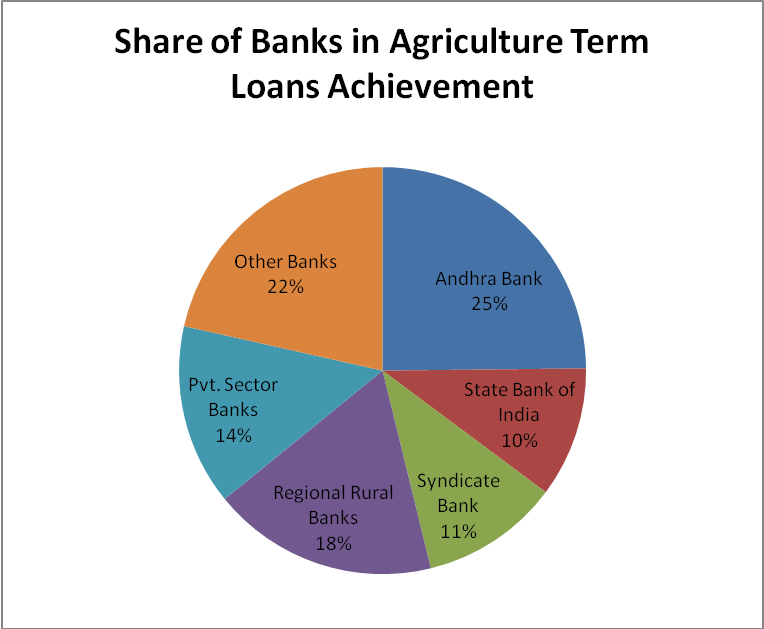 Share of Banks in Agriculture Term
Loans Achievement
Other Banks
22%
Andhra Bank
25%
Pvt. Sector
Banks
14%
State Bank of
India
10%
Regional Rural
Banks
18%
Syndicate
Bank
11%